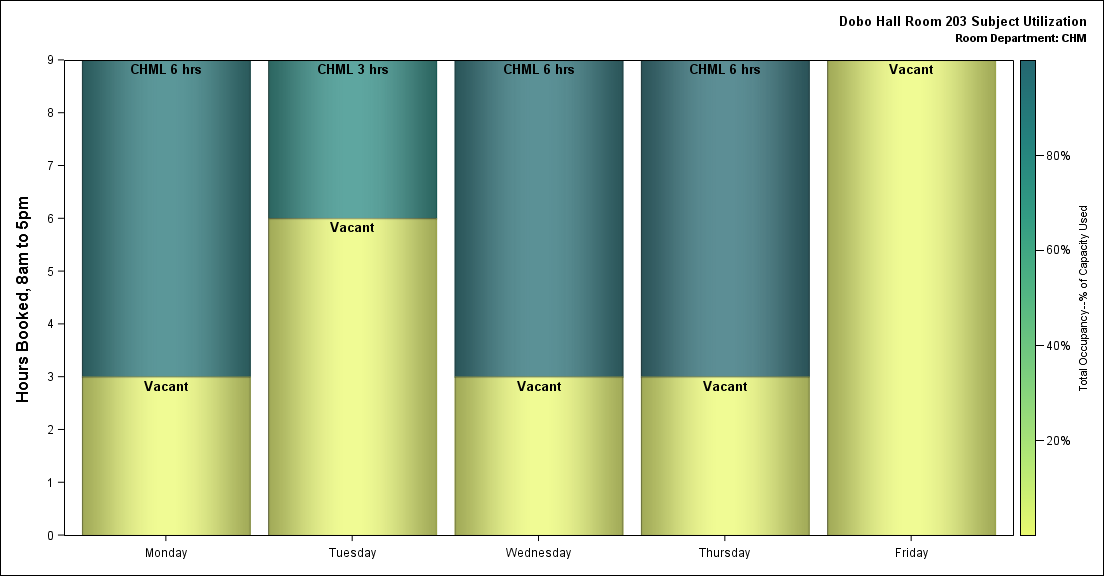 Dobo Hall Room 203 Subject Utilization
Room Department: CHM
Hours Booked, 8am to 5pm
9
8
7
6
5
4
3
2
1
0
CHML 6 hrs
CHML 3 hrs
CHML 6 hrs
CHML 6 hrs
Vacant
Vacant
Vacant
Vacant
Vacant
Monday
Tuesday
Wednesday
Thursday
Friday
80%
60%
40%
20%
Total Occupancy--% of Capacity Used